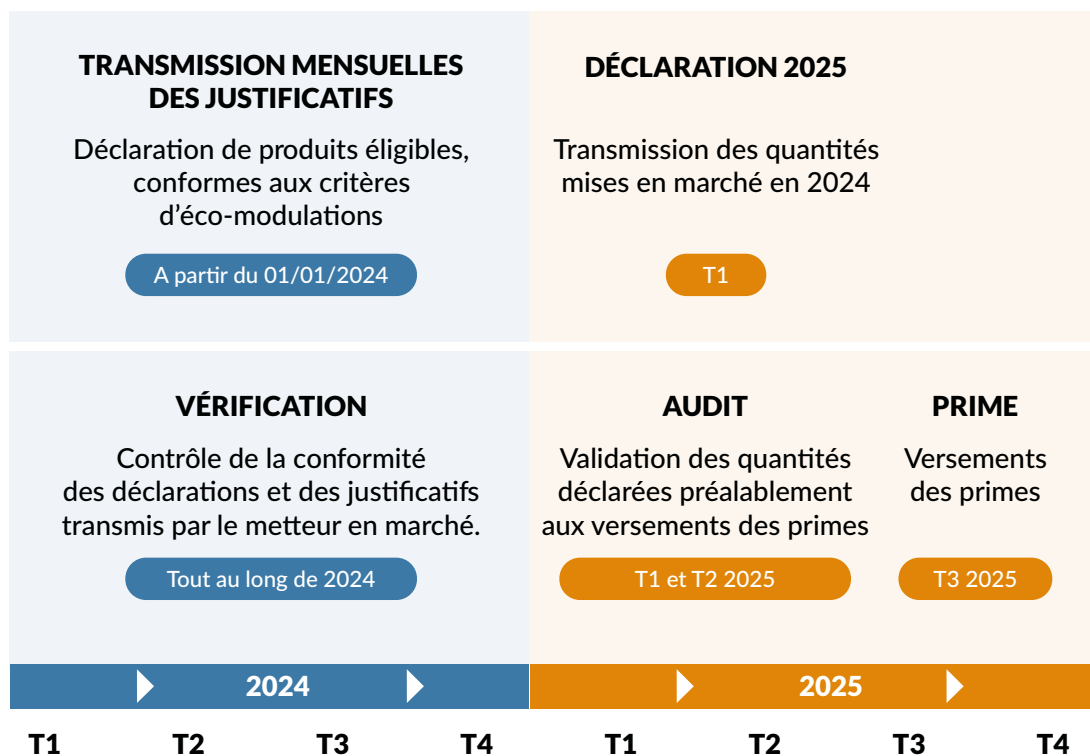 TRANSMISSION MENSUELLES
DES JUSTIFICATIFS
Déclaration de produits éligibles,
conformes aux critères
d'éco-modulations
A partir du 01/01/2024
DÉCLARATION 2025
Transmission des quantités
mises en marché en 2024
T1
VÉRIFICATION
Contrôle de la conformité
des déclarations et des justificatifs
transmis par le metteur en marché.
Tout au long de 2024
AUDIT
Validation des quantités
déclarées préalablement
aux versements des primes
T1 et T2 2025
PRIME
Versements
des primes
T3 2025
2024
2025
T1 T2 T3 T4 T1 T2 T3 T4